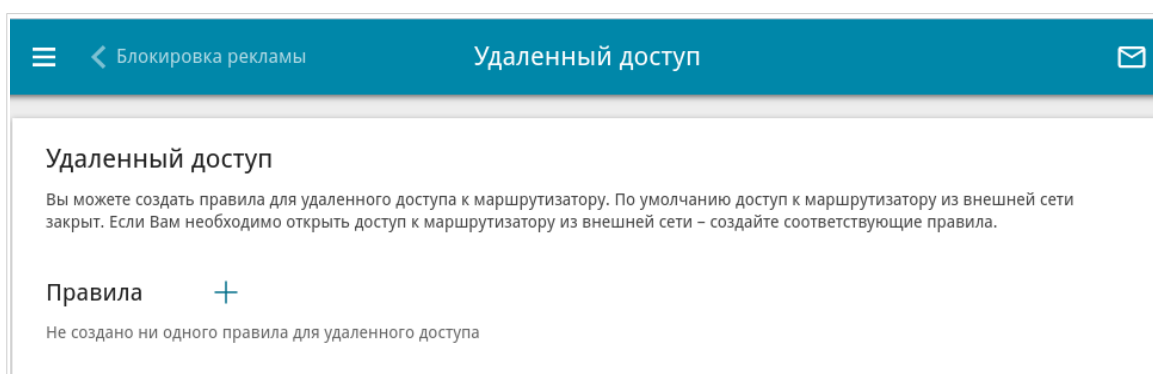 Блокировка рекламы
Удаленный доступ
Удаленный доступ
Вы можете создать правила для удаленного доступа к маршрутизатору. По умолчанию доступ к маршрутизатору из внешней сети
закрыт. Если Вам необходимо открыть доступ к маршрутизатору из внешней сети – создайте соответствующие правила.
Правила
Не создано ни одного правила для удаленного доступа